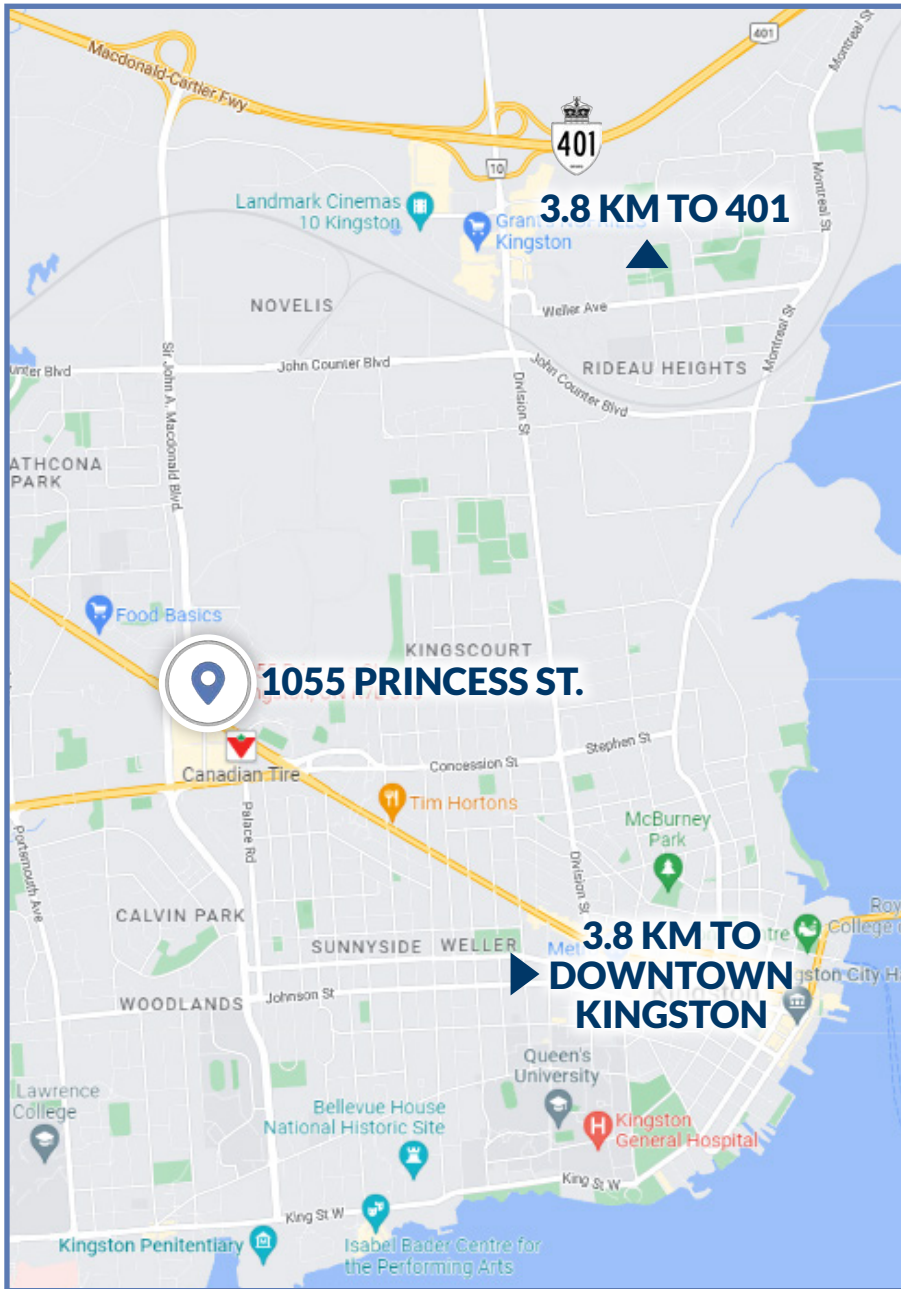 401
Montreal St
Macdonald-Cartier Fwy
401
10
Landmark Cinemas
10 Kingston
3.8 KM TO 401
Kingston
Montreal St
NOVELIS
Weller Ave
Montreal St
Sir John A. Macdonald Blvd
John Counter Blvd
Blvd
RIDEAU HEIGHTS
John Counter Blvd
Division St
PARK
Food Basics
KINGSCOURT
1055 PRINCESS ST.
Stephen St
Canadian Tire
Concession St
Tim Hortons
Palace Rd
McBurney
Park
Portsmouth Ave
Division St
CALVIN PARK
SUNNYSIDE
WELLER
3.8 KM TO
DOWNTOWN
KINGSTON
College
WOODLANDS
Johnson St
Queen's
University
Lawrence
College
Bellevue House
National Historic Site
Kingston
General Hospital
King St W
King St W
Kingston Penitentiary
Isabel Bader Centre for
the Performing Arts